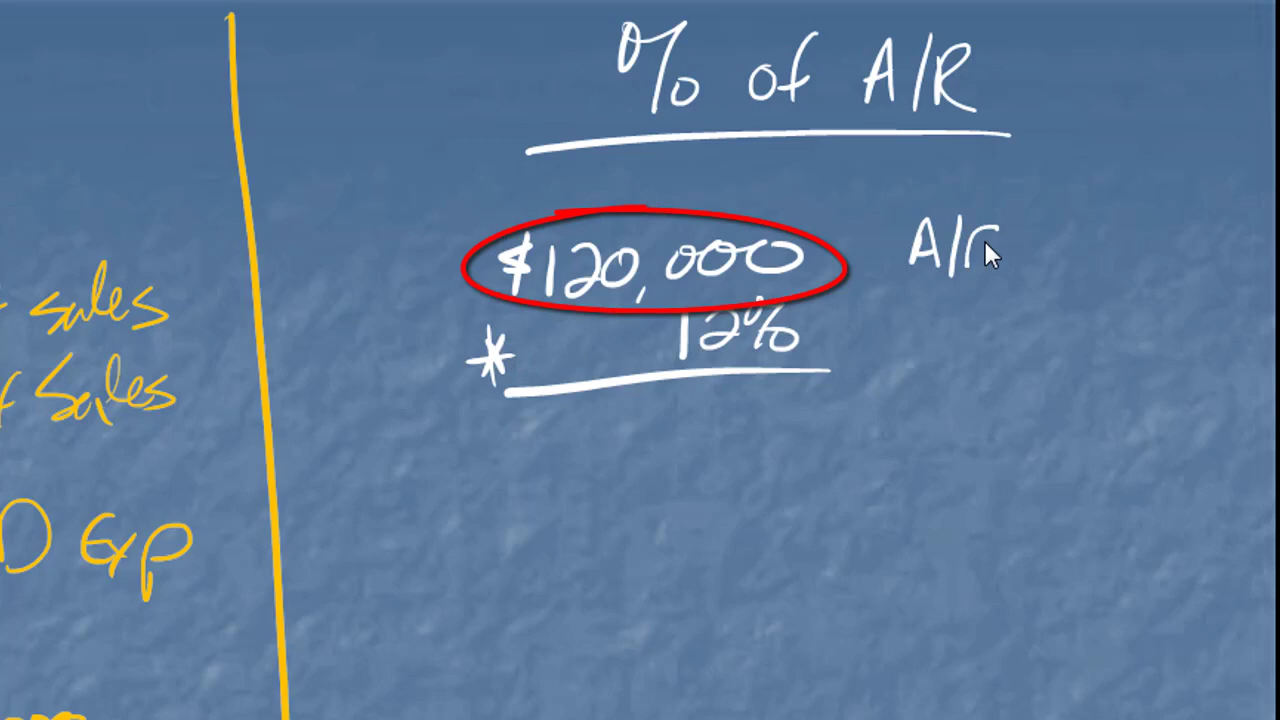 % of A/R
$120,000 A/r
* 12%
sales
Sales
D Exp